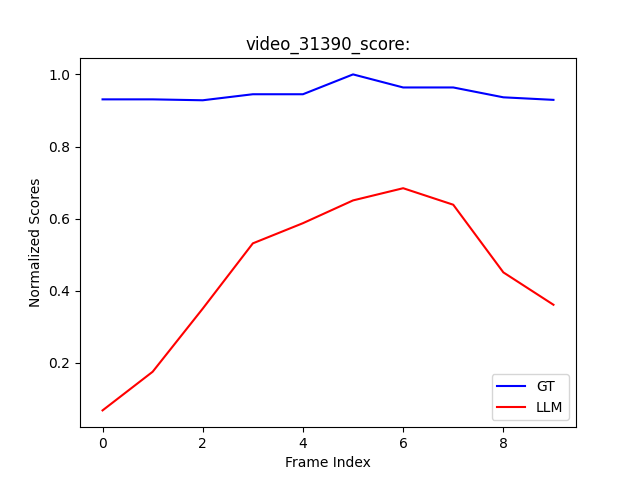 video_31390_score:
Normalized Scores
1.0
0.8
0.6
0.4
0.2
0 2 4 6 8
Frame Index
GT
LLM